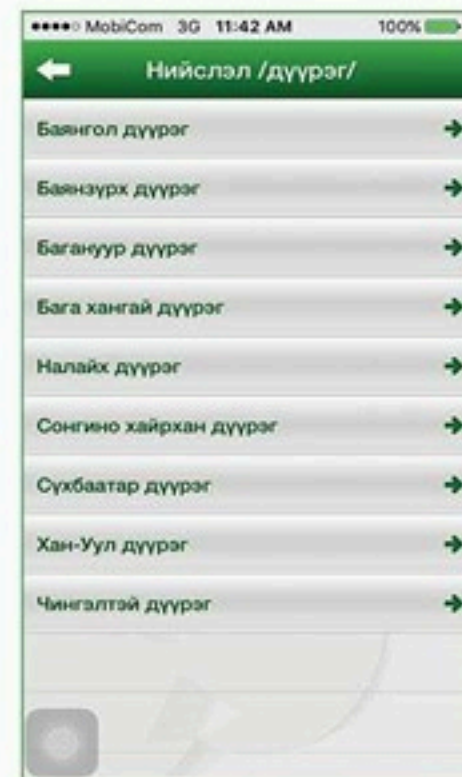 MobiCom 3G 11:42 AM 100%
Нийслэл /дүүрэг/
Баянгол дүүрэг
Баянзүрх дүүрэг
Багануур дүүрэг
Бага хангай дүүрэг
Налайх дүүрэг
Сонгино хайрхан дүүрэг
Сүхбаатар дүүрэг
Хан-Уул дүүрэг
Чингэлтэй дүүрэг